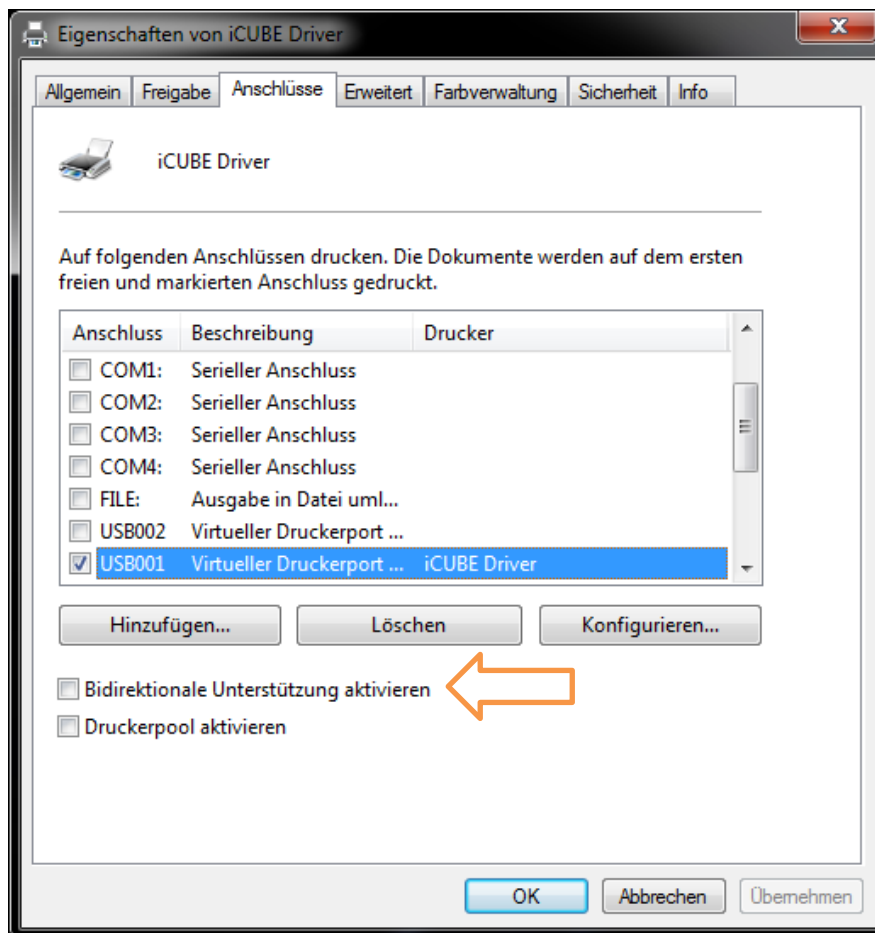 Eigenschaften von iCUBE Driver
Allgemein Freigabe Anschlüsse Erweitert Farbverwaltung Sicherheit Info
iCUBE Driver
Auf folgenden Anschlüssen drucken. Die Dokumente werden auf dem ersten
freien und markierten Anschluss gedruckt.
Anschluss Beschreibung Drucker
COM1: Serieller Anschluss
COM2: Serieller Anschluss
COM3: Serieller Anschluss
COM4: Serieller Anschluss
FILE: Ausgabe in Datei uml...
USB002 Virtueller Druckerport ...
USB001 Virtueller Druckerport ... iCUBE Driver
Hinzufügen... Löschen Konfigurieren...
Bidirektionale Unterstützung aktivieren
Druckerpool aktivieren
OK Abbrechen Übernehmen